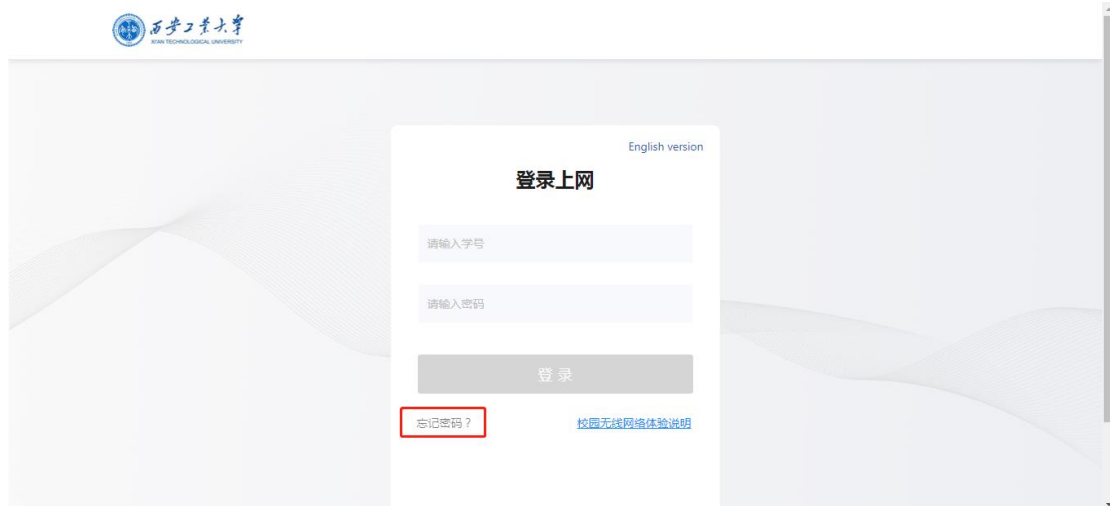 西安工业大学
XI'AN TECHNOLOGICAL UNIVERSITY
English version
登录上网
请输入学号
请输入密码
登 录
忘记密码？
校园无线网络体验说明